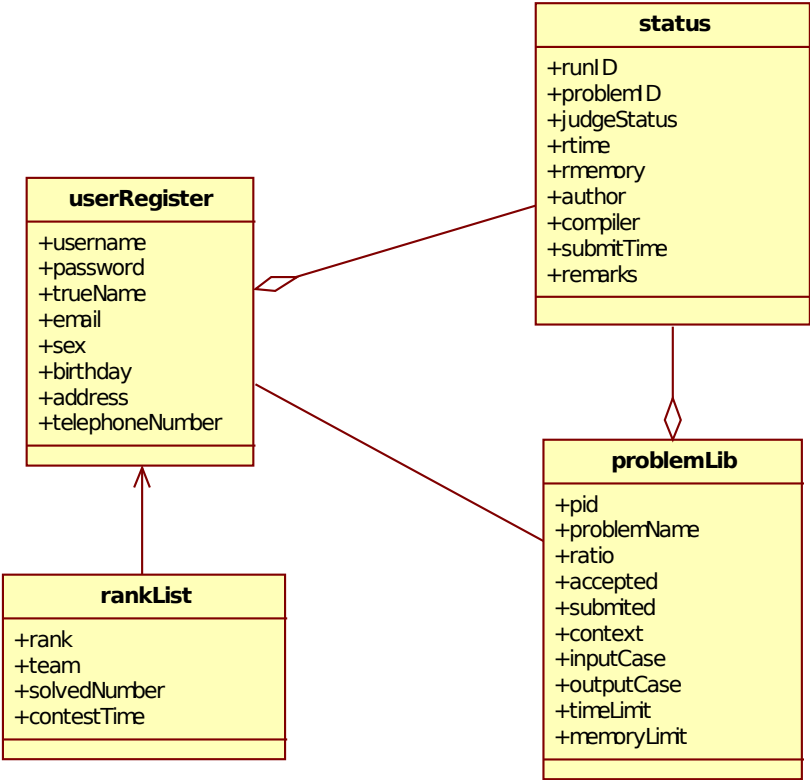 status
+runID
+problemID
+judgeStatus
+rtime
+rmemory
+author
+compiler
+submitTime
+remarks
userRegister
+username
+password
+trueName
+email
+sex
+birthday
+address
+telephoneNumber
problemLib
+pid
+problemName
+ratio
+accepted
+submited
+context
+inputCase
+outputCase
+timeLimit
+memoryLimit
rankList
+rank
+team
+solvedNumber
+contestTime